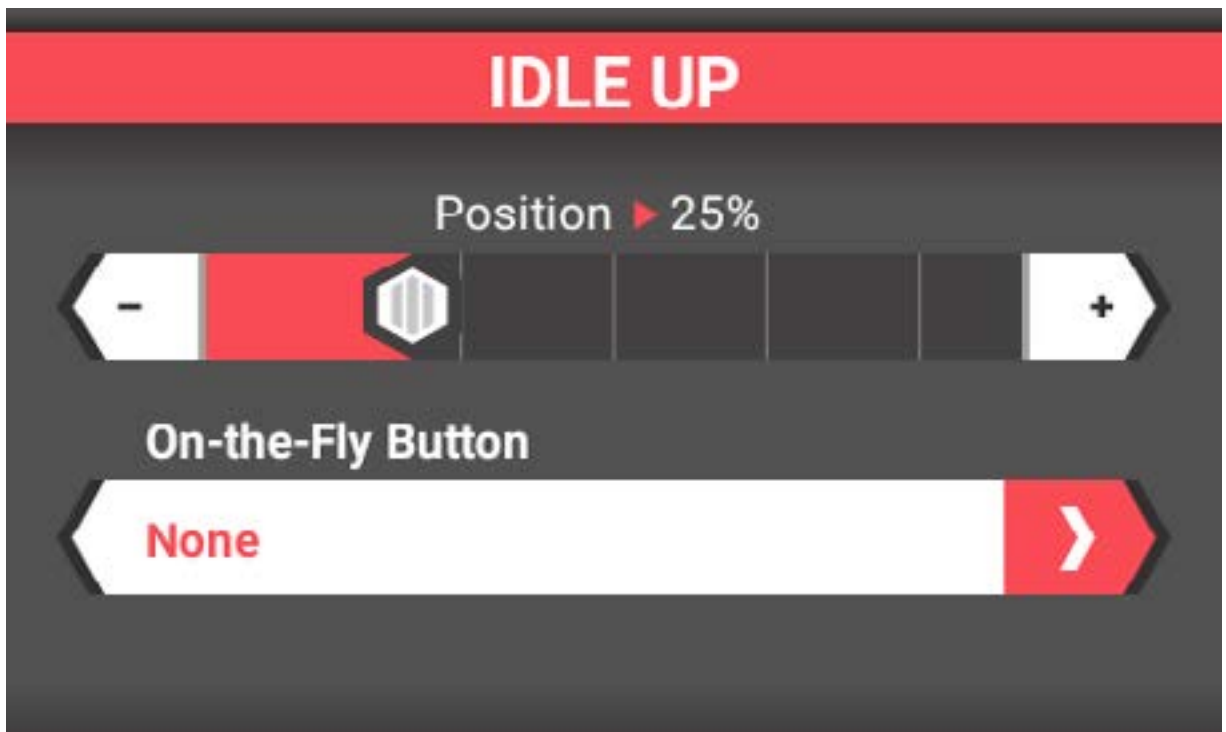 IDLE UP
Position ▶ 25%
- +
On-the-Fly Button
None